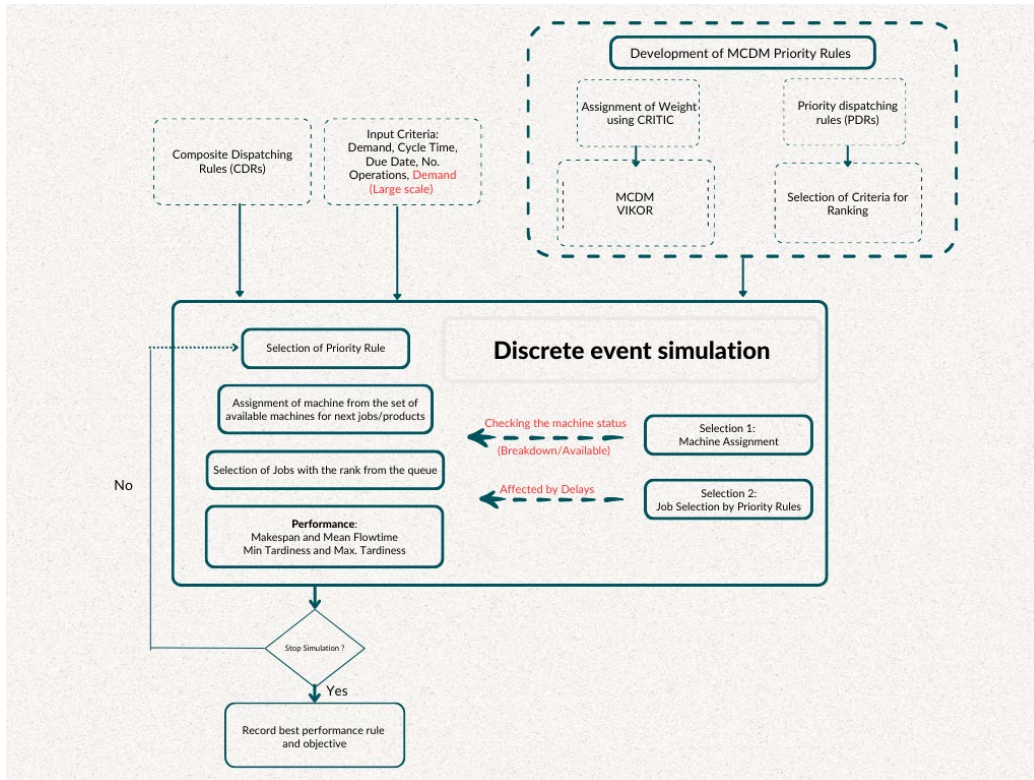 Development of MCDM Priority Rules
Assignment of Weight
using CRITIC
Priority dispatching
rules (PDRs)
MCDM
VIKOR
Selection of Criteria for
Ranking
Composite Dispatching
Rules (CDRs)
Input Criteria:
Demand, Cycle Time,
Due Date, No.
Operations, Demand
(Large scale)
Selection of Priority Rule
Discrete event simulation
Assignment of machine from the set of
available machines for next jobs/products
Checking the machine status
(Breakdown/Available)
Selection 1:
Machine Assignment
Selection of Jobs with the rank from the queue
Affected by Delays
Selection 2:
Job Selection by Priority Rules
Performance:
Makespan and Mean Flowtime
Min Tardiness and Max. Tardiness
No
Stop Simulation ?
Yes
Record best performance rule
and objective